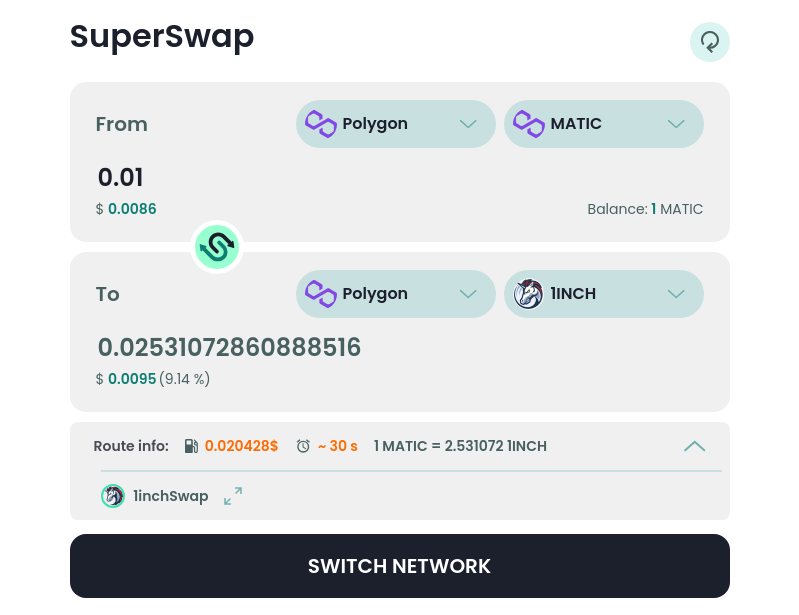 SuperSwap
From
Polygon
MATIC
0.01
$ 0.0086
Balance: 1 MATIC
To
Polygon
1INCH
0.02531072860888516
$ 0.0095 (9.14 %)
Route info: 0.020428$ ~ 30 s 1 MATIC = 2.531072 1INCH
1inchSwap
SWITCH NETWORK